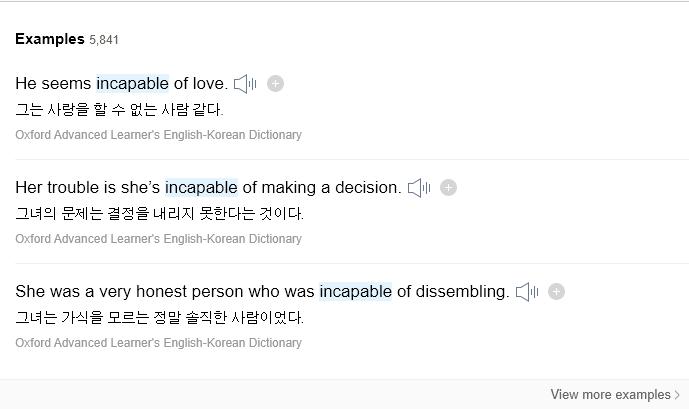 Examples 5,841
He seems incapable of love.
그는 사랑을 할 수 없는 사람 같다.
Oxford Advanced Learner's English-Korean Dictionary
Her trouble is she’s incapable of making a decision.
그녀의 문제는 결정을 내리지 못한다는 것이다.
Oxford Advanced Learner's English-Korean Dictionary
She was a very honest person who was incapable of dissembling.
그녀는 가식을 모르는 정말 솔직한 사람이었다.
Oxford Advanced Learner's English-Korean Dictionary
View more examples